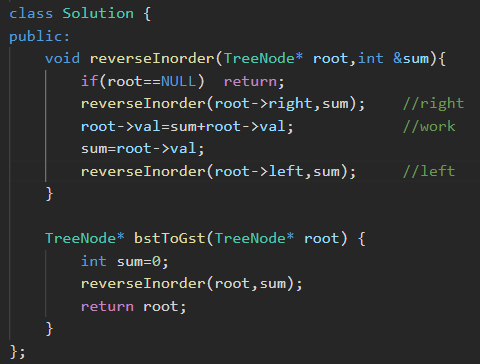 class Solution {
public:
    void reverseInorder(TreeNode* root,int &sum){
        if(root==NULL)  return;
        reverseInorder(root->right,sum);    //right
        root->val=sum+root->val;            //work
        sum=root->val;
        reverseInorder(root->left,sum);     //left
    }

    TreeNode* bstToGst(TreeNode* root) {
        int sum=0;
        reverseInorder(root,sum);
        return root;
    }
};